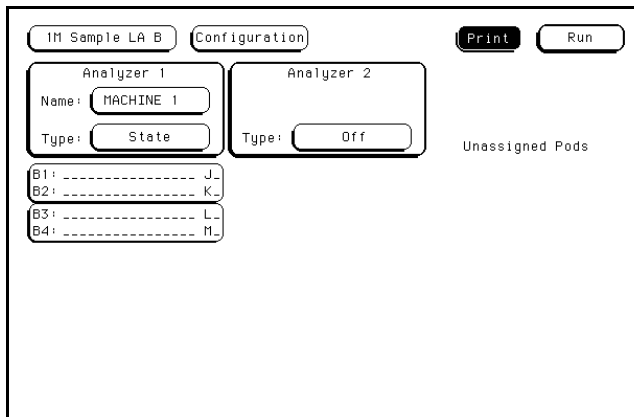 1M Sample LA B Configuration Print Run
Analyzer 1 Analyzer 2
Name: MACHINE 1
Type: State Type: Off
Unassigned Pods
B1: ________________ J_
B2: ________________ K_
B3: ________________ L_
B4: ________________ M_